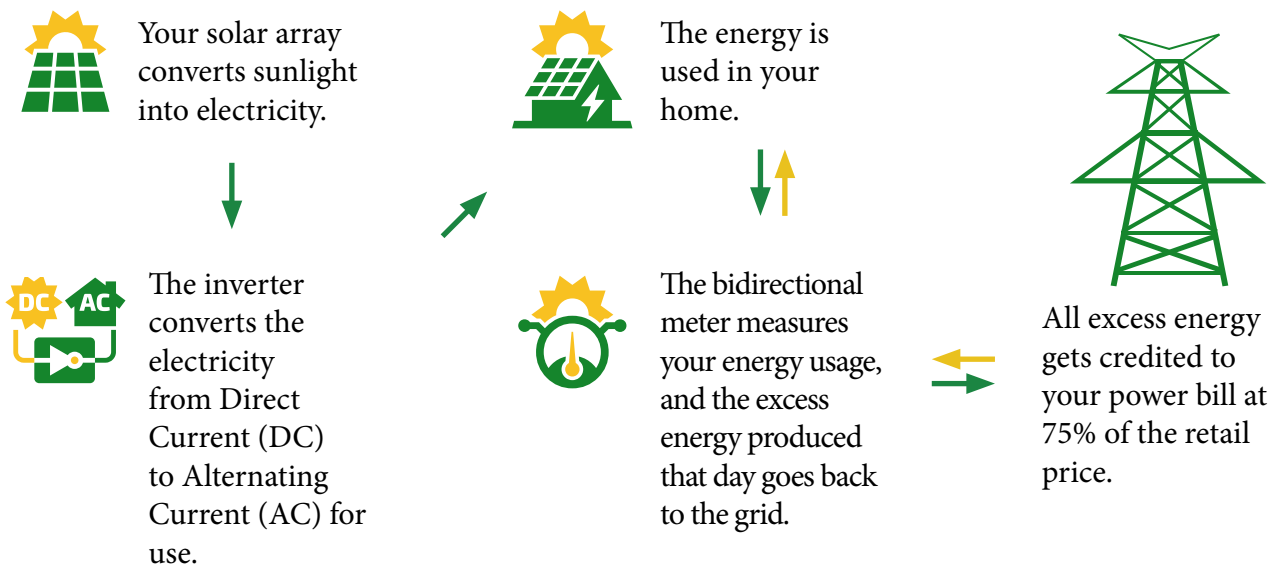 Your solar array
converts sunlight
into electricity.
DC
AC
The inverter
converts the
electricity
from Direct
Current (DC)
to Alternating
Current (AC) for
use.
The energy is
used in your
home.
The bidirectional
meter measures
your energy usage,
and the excess
energy produced
that day goes back
to the grid.
All excess energy
gets credited to
your power bill at
75% of the retail
price.